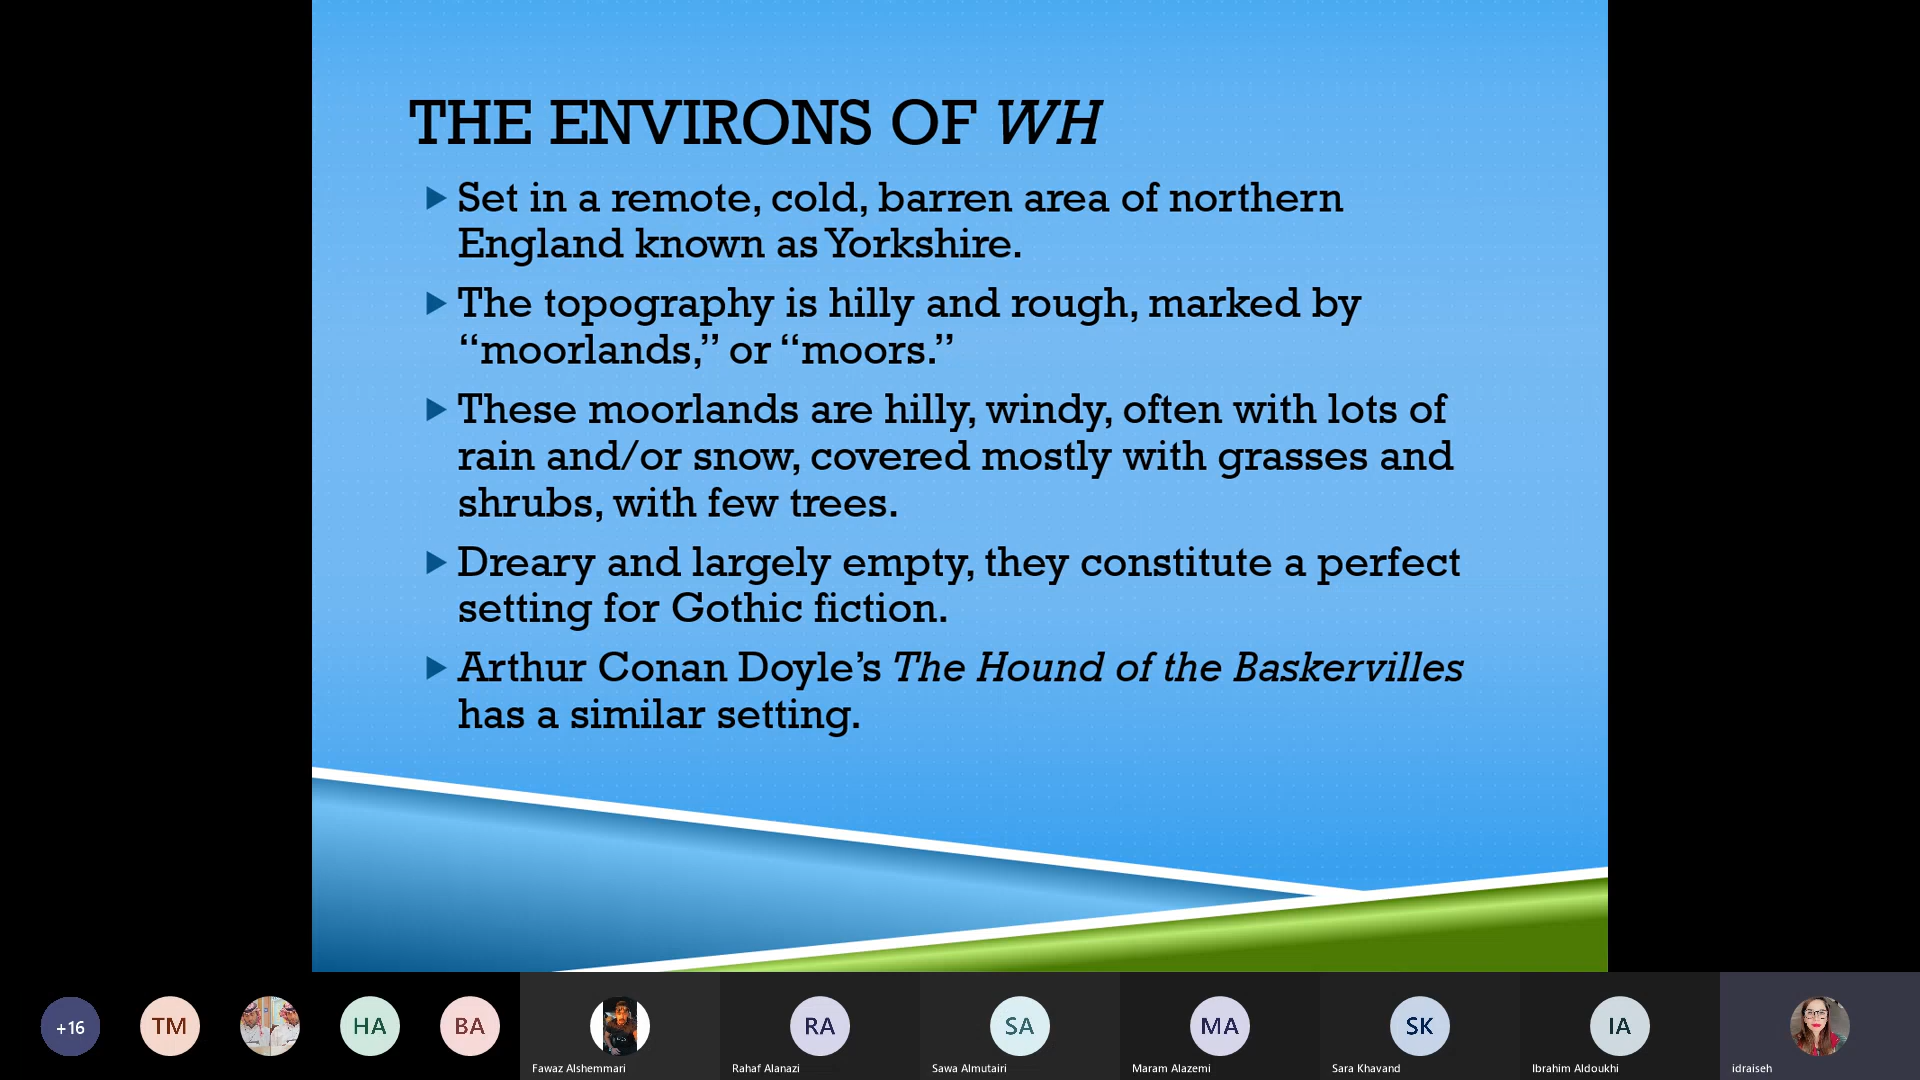 THE ENVIRONS OF WH
Set in a remote, cold, barren area of northern
England known as Yorkshire.
The topography is hilly and rough, marked by
“moorlands,” or “moors.”
These moorlands are hilly, windy, often with lots of
rain and/or snow, covered mostly with grasses and
shrubs, with few trees.
Dreary and largely empty, they constitute a perfect
setting for Gothic fiction.
Arthur Conan Doyle’s The Hound of the Baskervilles
has a similar setting.
+16
TM
HA
BA
RA
SA
MA
SK
IA
Fawaz Alshemmari
Rahaf Alanazi
Sawa Almutairi
Maram Alazemi
Sara Khavand
Ibrahim Aldoukhi
idraiseh